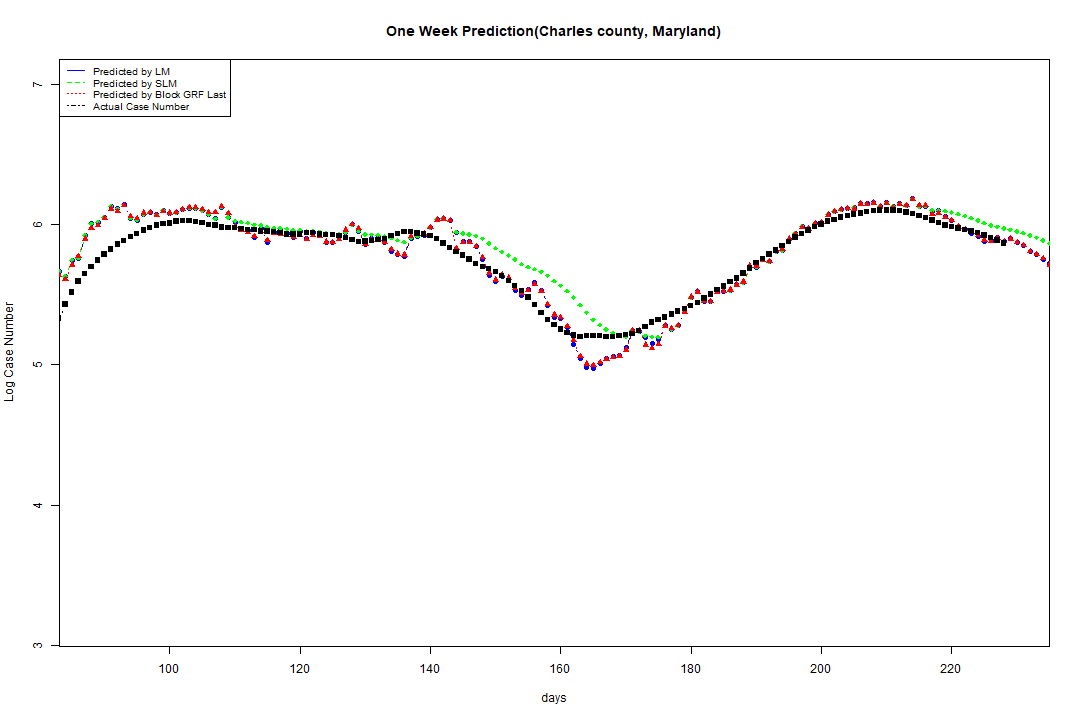 One Week Prediction(Charles county, Maryland)
Predicted by LM
Predicted by SLM
Predicted by Block GRF Last
Actual Case Number
7
6
5
4
3
Log Case Number
100 120 140 160 180 200 220
days